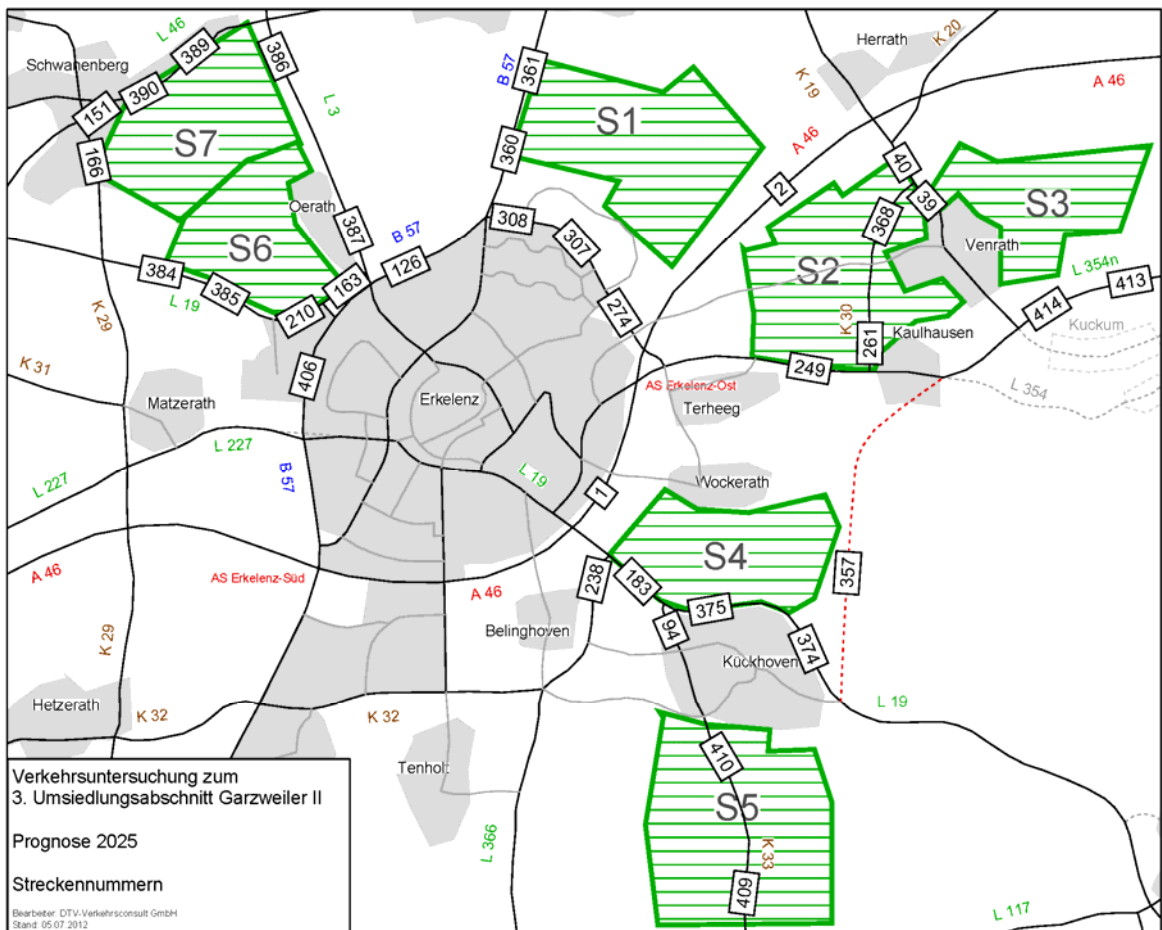 L 46
389
386
Schwanenberg
390
151
166
S7
L 3
B 57
361
360
S1
Herrath
K 20
K 19
A 46
A 46
2
40
39
368
S3
Venrath
Oerath
387
B 57
308
307
126
S6
384
163
385
L 19
210
274
S2
L 354n
413
414
K 30
Kuckum
Kaulhausen
261
249
K 29
K 31
406
Erkelenz
AS Erkelenz-Ost
Terheeg
L 354
Matzerath
L 227
L 227
B 57
L 19
1
Wockerath
S4
A 46
AS Erkelenz-Süd
A 46
238
183
375
357
94
374
Belinghoven
Kückhoven
K 29
Hetzerath
K 32
K 32
L 19
Tenholt
410
S5
K 33
L 366
409
L 117
Verkehrsuntersuchung zum
3. Umsiedlungsabschnitt Garzweiler II
Prognose 2025
Streckennummern
Bearbeiter: DTV-Verkehrsconsult GmbH
Stand: 05.07.2012